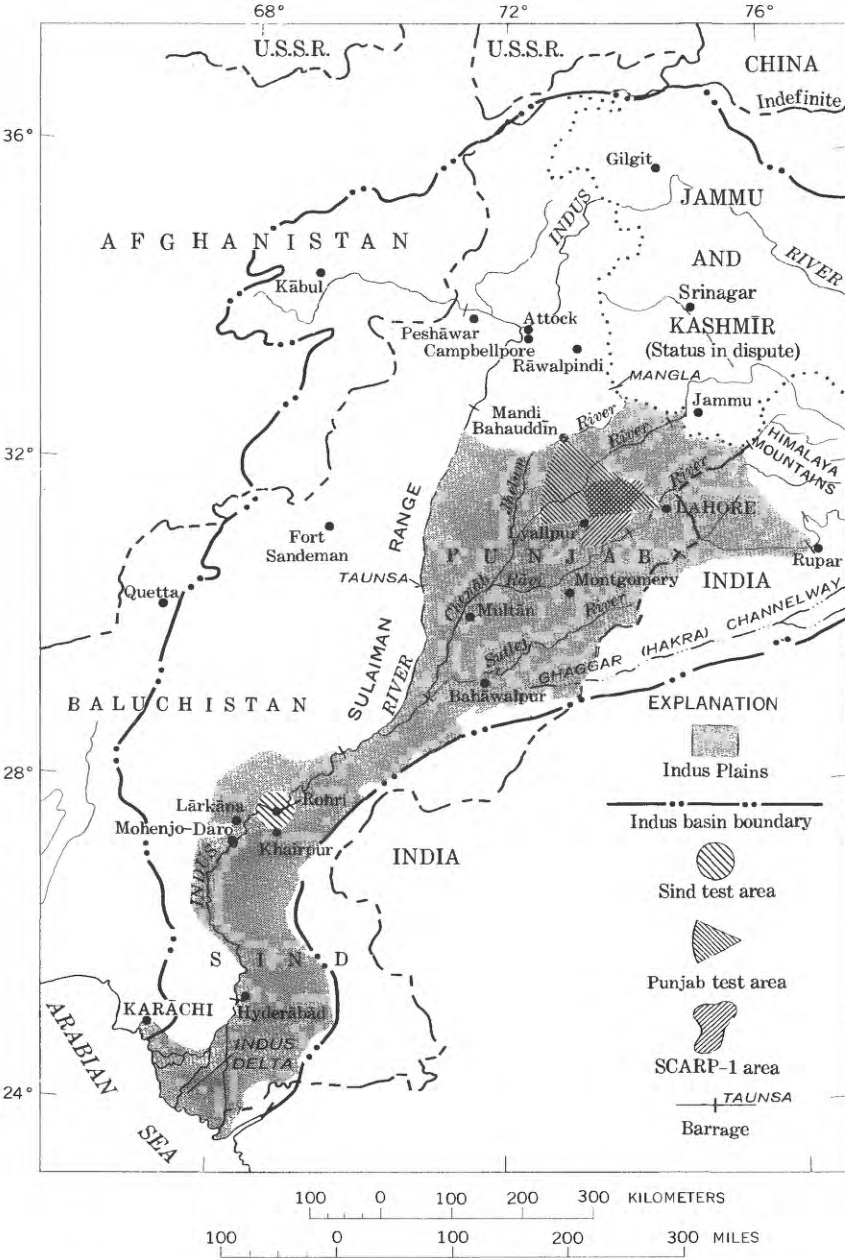 68°
72°
76°
U.S.S.R.
U.S.S.R.
CHINA
Indefinite
36°
Gilgit
JAMMU
INDUS
RIVER
AFGHANISTAN
AND
Kābul
Srinagar
Attock
Peshāwar
KASHMĪR
Campbellpore
(Status in dispute)
Rāwalpindi
MANGLA
Jammu
Mandi
Bahauddīn
River
River
32°
HIMALAYA
MOUNTAINS
Jhelum
River
LAHORE
RANGE
Fort
Sandeman
Lyallpur
PUNJAB
Rupar
TAUNSA
Chenab
Rāvi
Montgomery
INDIA
Quetta
Multān
River
Sutlej
GHAGGAR (HAKRA) CHANNELWAY
SULAIMAN
RIVER
Bahāwalpur
BALUCHISTAN
EXPLANATION
Indus Plains
28°
Rohri
Lārkāna
Mohenjo-Daro
Khairpur
Indus basin boundary
INDIA
INDUS
Sind test area
SIND
Punjab test area
KARĀCHI
Hyderābād
ARABIAN
SEA
INDUS
DELTA
SCARP-1 area
24°
TAUNSA
Barrage
100 0 100 200 300 KILOMETERS
100 0 100 200 300 MILES